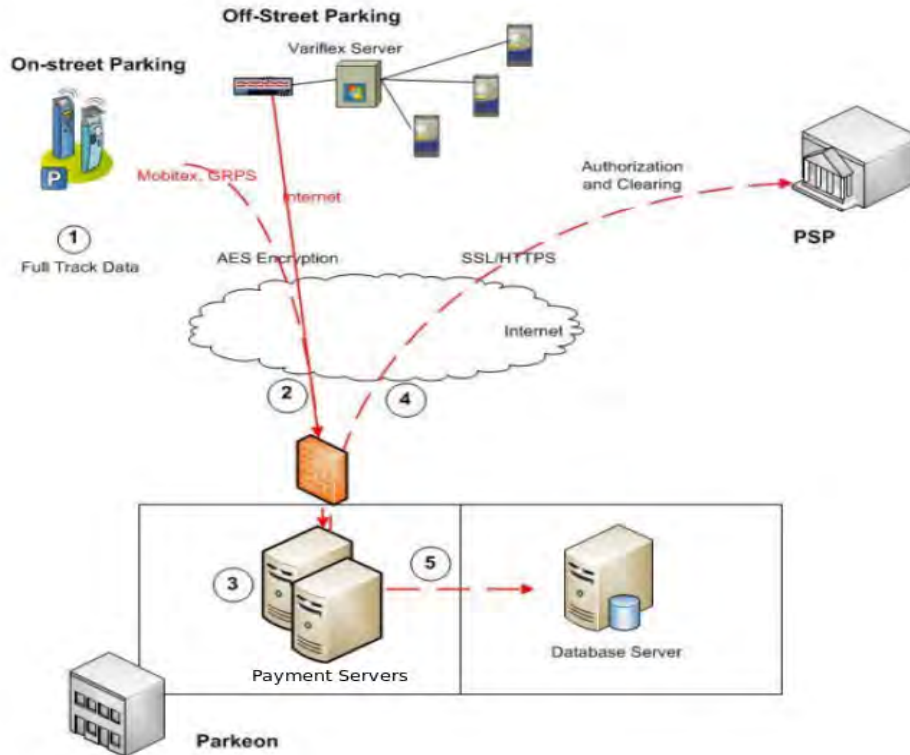 Off-Street Parking
Variflex Server
On-street Parking
Mobitex, GRPS
Internet
P
1
Full Track Data
AES Encryption
SSL/HTTPS
Authorization
and Clearing
PSP
Internet
2
4
3
5
Payment Servers
Database Server
Parkeon